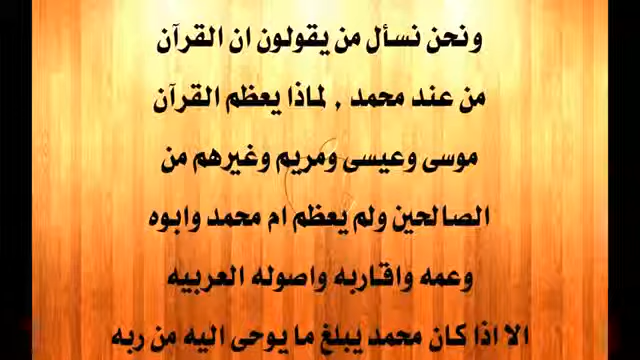 ونحن نسأل من يقولون ان القرآن
من عند محمد , لماذا يعظم القرآن
موسى وعيسى ومريم وغيرهم من
الصالحين ولم يعظم ام محمد وابوه
وعمه واقاربه واصوله العربيه
الا اذا كان محمد يبلغ ما يوحى اليه من ربه